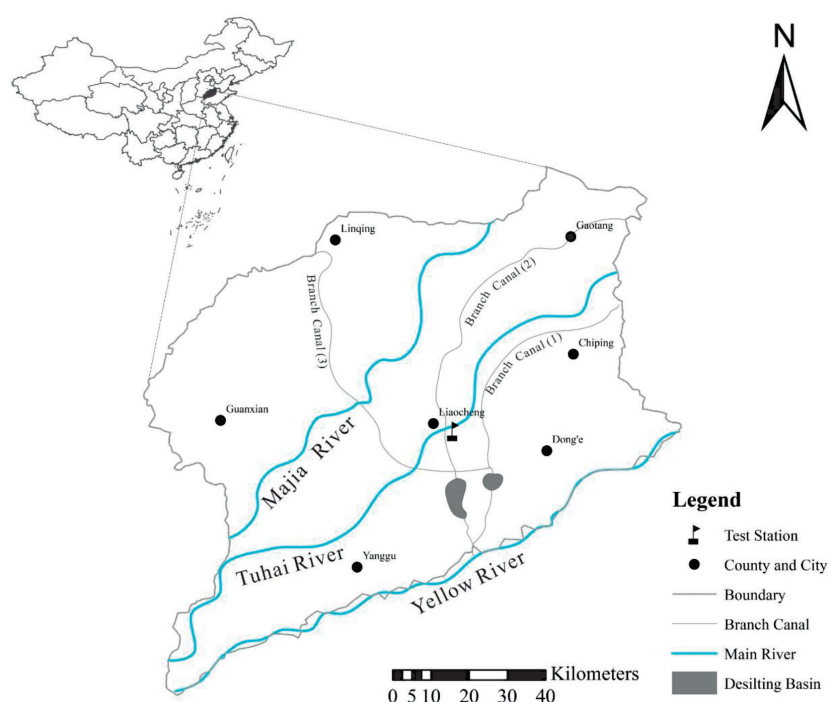 N
Linqing
Gaotang
Branch Canal (2)
Branch Canal (3)
Branch Canal (1)
Chiping
Guanxian
Liaocheng
Dong'e
Majia River
Tuhai River
Yanggu
Yellow River
Legend
Test Station
County and City
Boundary
Branch Canal
Main River
Desilting Basin
Kilometers
0 5 10 20 30 40